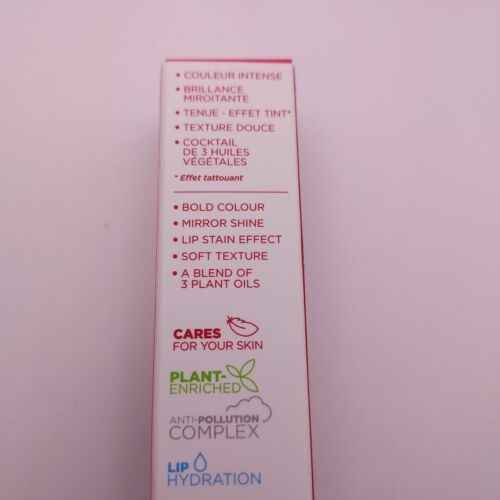 • COULEUR INTENSE
• BRILLANCE
MIROITANTE
• TENUE - EFFET TINT*
• TEXTURE DOUCE
• COCKTAIL
DE 3 HUILES
VÉGÉTALES
* Effet tattouant
• BOLD COLOUR
• MIRROR SHINE
• LIP STAIN EFFECT
• SOFT TEXTURE
• A BLEND OF
3 PLANT OILS
CARES
FOR YOUR SKIN
PLANT-
ENRICHED
ANTI-POLLUTION
COMPLEX
LIP
HYDRATION